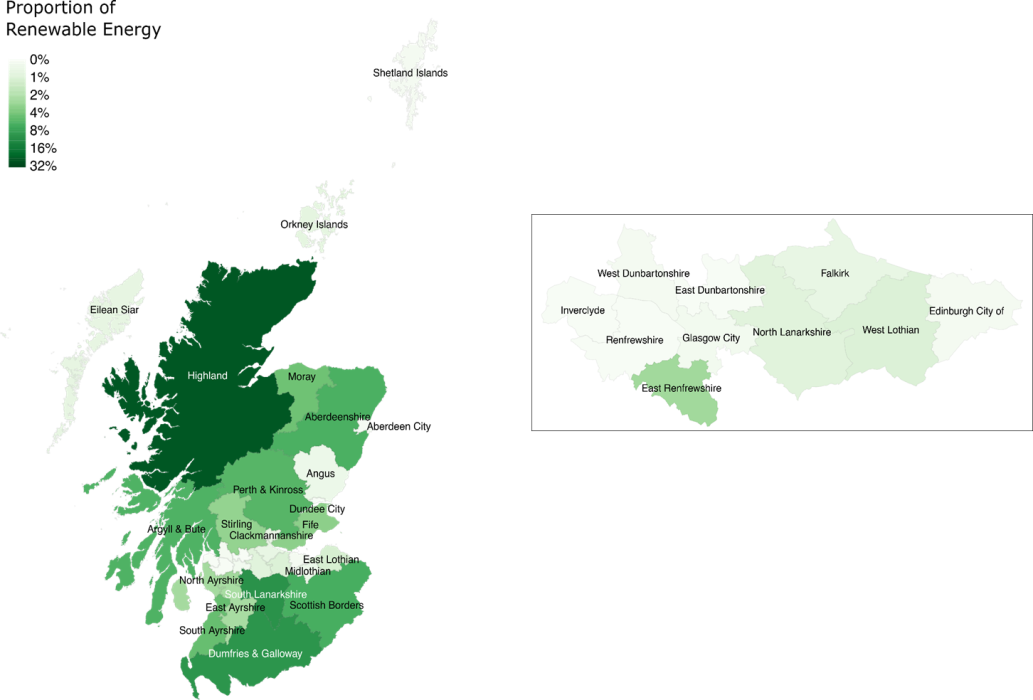 Proportion of
Renewable Energy
0%
1%
2%
4%
8%
16%
32%
Shetland Islands
Orkney Islands
Eilean Siar
Highland
Moray
Aberdeenshire
Aberdeen City
Angus
Perth & Kinross
Dundee City
Fife
Stirling
Clackmannanshire
Argyll & Bute
East Lothian
Midlothian
North Ayrshire
South Lanarkshire
East Ayrshire
Scottish Borders
South Ayrshire
Dumfries & Galloway
West Dunbartonshire
Falkirk
East Dunbartonshire
Inverclyde
Edinburgh City of
Renfrewshire
Glasgow City
North Lanarkshire
West Lothian
East Renfrewshire